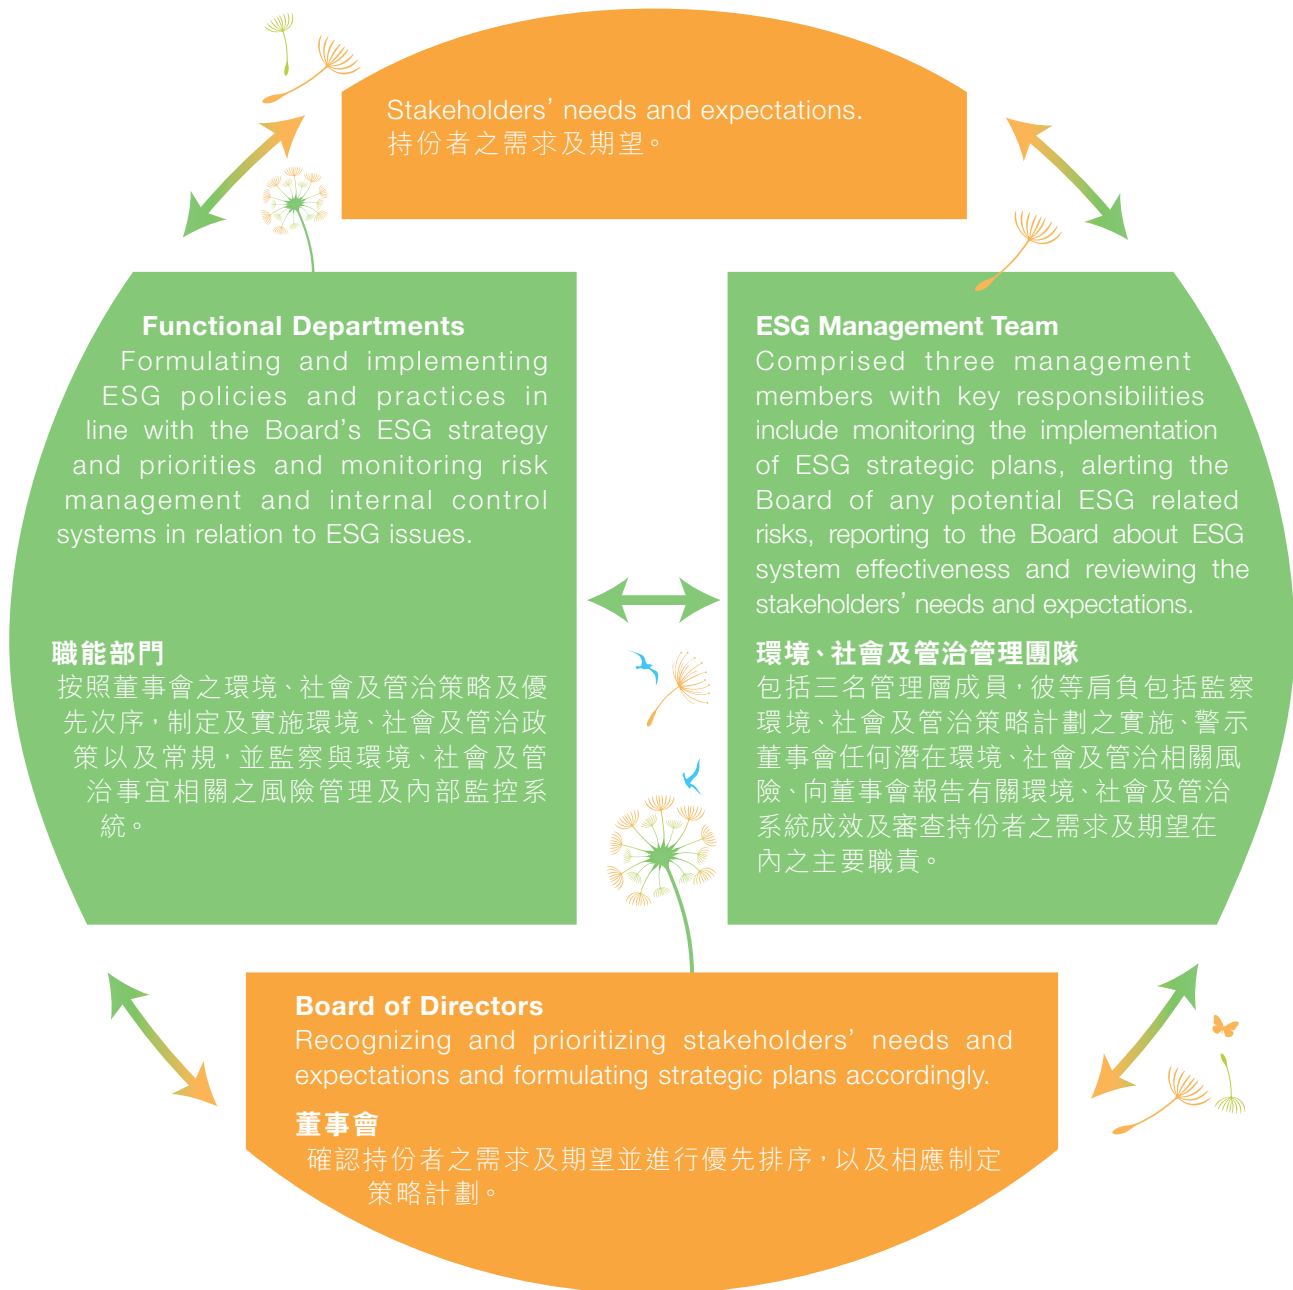 Stakeholders’ needs and expectations.
持份者之需求及期望。
Functional Departments
Formulating and implementing
ESG policies and practices in
line with the Board’s ESG strategy
and priorities and monitoring risk
management and internal control
systems in relation to ESG issues.
職能部門
按照董事會之環境、社會及管治策略及優
先次序，制定及實施環境、社會及管治政
策以及常規，並監察與環境、社會及管
治事宜相關之風險管理及內部監控系
統。
ESG Management Team
Comprised three management
members with key responsibilities
include monitoring the implementation
of ESG strategic plans, alerting the
Board of any potential ESG related
risks, reporting to the Board about ESG
system effectiveness and reviewing the
stakeholders’ needs and expectations.
環境、社會及管治管理團隊
包括三名管理層成員，彼等肩負包括監察
環境、社會及管治策略計劃之實施、警示
董事會任何潛在環境、社會及管治相關風
險、向董事會報告有關環境、社會及管治
系統成效及審查持份者之需求及期望在
內之主要職責。
Board of Directors
Recognizing and prioritizing stakeholders’ needs and
expectations and formulating strategic plans accordingly.
董事會
確認持份者之需求及期望並進行優先排序，以及相應制定
策略計劃。